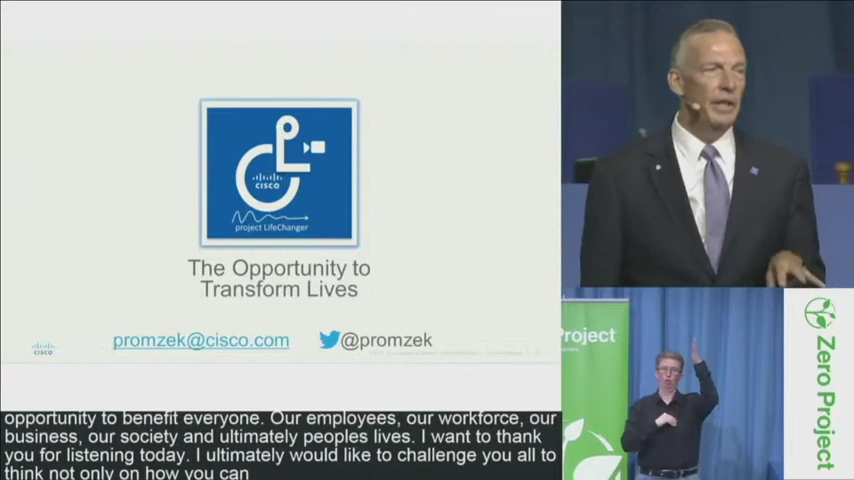 CISCO
project LifeChanger
The Opportunity to
Transform Lives
promzek@cisco.com @promzek
CISCO
opportunity to benefit everyone. Our employees, our workforce, our
business, our society and ultimately peoples lives. I want to thank
you for listening today. I ultimately would like to challenge you all to
think not only on how you can
Project
Zero Project